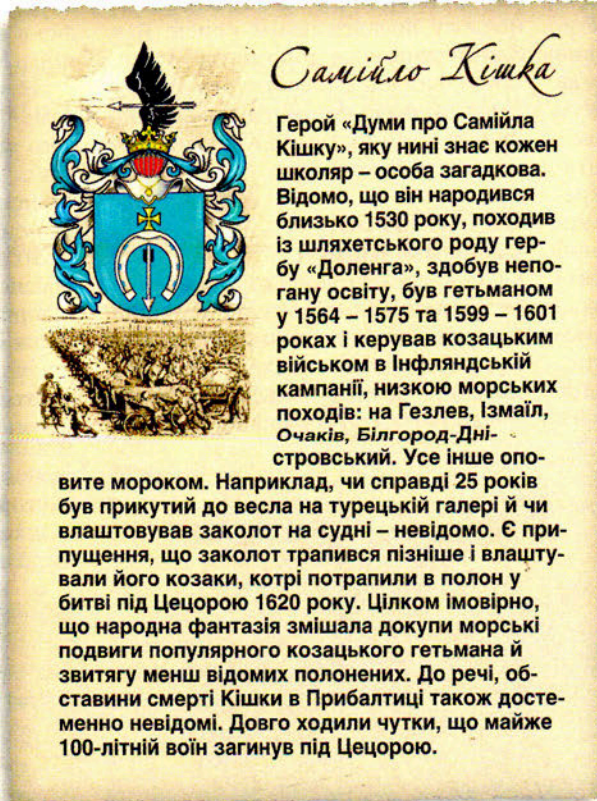 Самійло Кішка
Герой «Думи про Самійла
Кішку», яку нині знає кожен
школяр – особа загадкова.
Відомо, що він народився
близько 1530 року, походив
із шляхетського роду гер-
бу «Доленга», здобув непо-
гану освіту, був гетьманом
у 1564 – 1575 та 1599 – 1601
роках і керував козацьким
військом в Інфляндській
кампанії, низкою морських
походів: на Гезлев, Ізмаїл,
Очаків, Білгород-Дні-
стровський. Усе інше опо-
вите мороком. Наприклад, чи справді 25 років
був прикутий до весла на турецькій галері й чи
влаштовував заколот на судні – невідомо. Є при-
пущення, що заколот трапився пізніше і влашту-
вали його козаки, котрі потрапили в полон у
битві під Цецорою 1620 року. Цілком імовірно,
що народна фантазія змішала докупи морські
подвиги популярного козацького гетьмана й
звитягу менш відомих полонених. До речі, об-
ставини смерті Кішки в Прибалтиці також досте-
менно невідомі. Довго ходили чутки, що майже
100-літній воїн загинув під Цецорою.